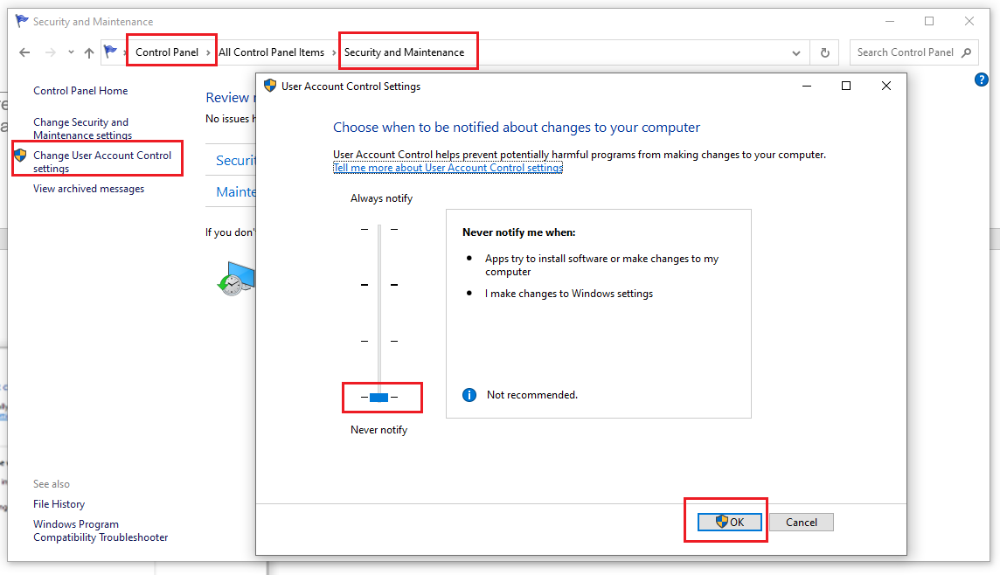 Security and Maintenance
Control Panel
All Control Panel Items
Security and Maintenance
Search Control Panel
Control Panel Home
Change Security and
Maintenance settings
Change User Account Control
settings
View archived messages
Review
No issues
Securit
Mainte
If you don'
See also
File History
Windows Program
Compatibility Troubleshooter
User Account Control Settings
Choose when to be notified about changes to your computer
User Account Control helps prevent potentially harmful programs from making changes to your computer.
Tell me more about User Account Control settings
Always notify
Never notify me when:
Apps try to install software or make changes to my
computer
I make changes to Windows settings
Not recommended.
Never notify
OK
Cancel